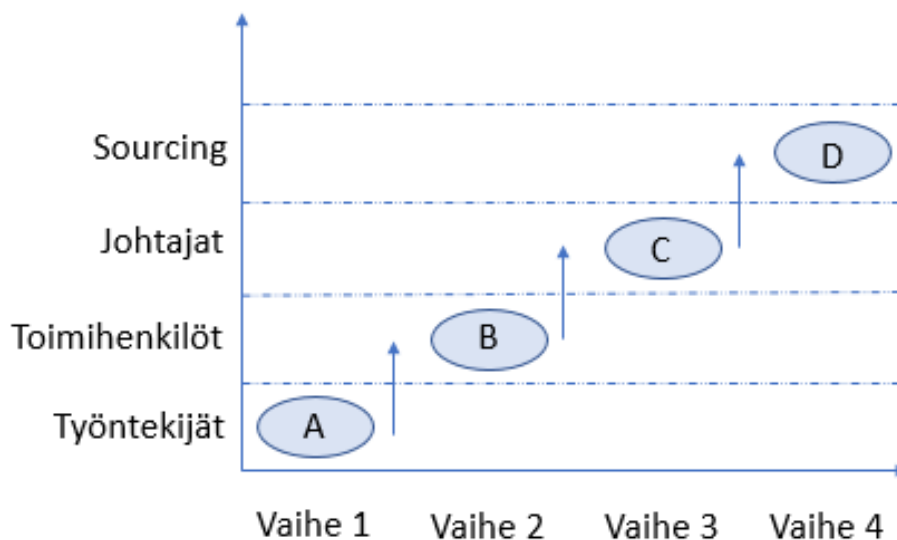 Sourcing
D
Johtajat
C
Toimihenkilöt
B
Työntekijät
A
Vaihe 1
Vaihe 2
Vaihe 3
Vaihe 4